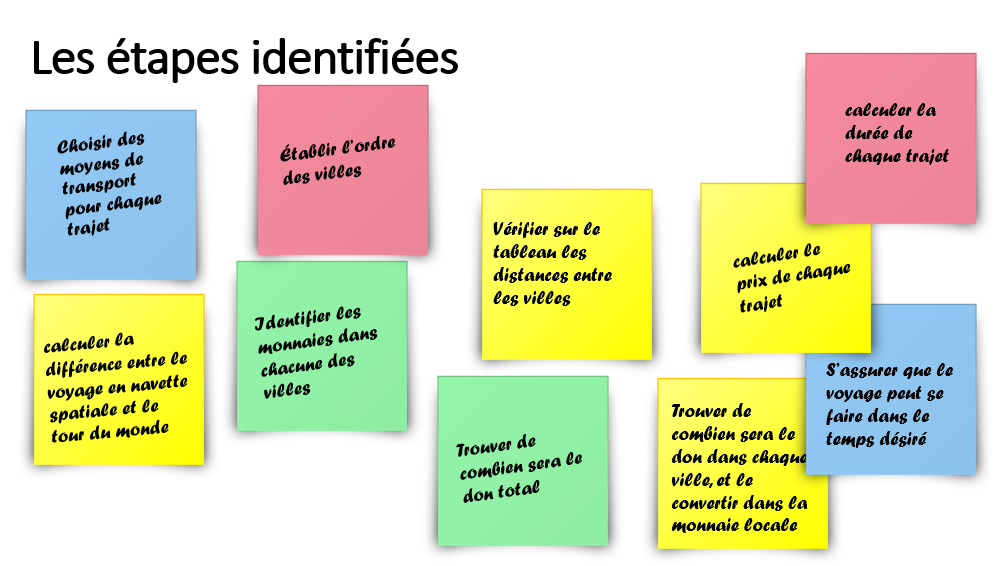 Les étapes identifiées
Choisir des
moyens de
transport
pour chaque
trajet
Établir l'ordre
des villes
calculer la
durée de
chaque trajet
Vérifier sur le
tableau les
distances entre
les villes
calculer le
prix de chaque
trajet
calculer la
différence entre le
voyage en navette
spatiale et le
tour du monde
Identifier les
monnaies dans
chacune des
villes
S'assurer que le
voyage peut se
faire dans le
temps désiré
Trouver de
combien sera le
don total
Trouver de
combien sera le
don dans chaque
ville, et le
convertir dans la
monnaie locale